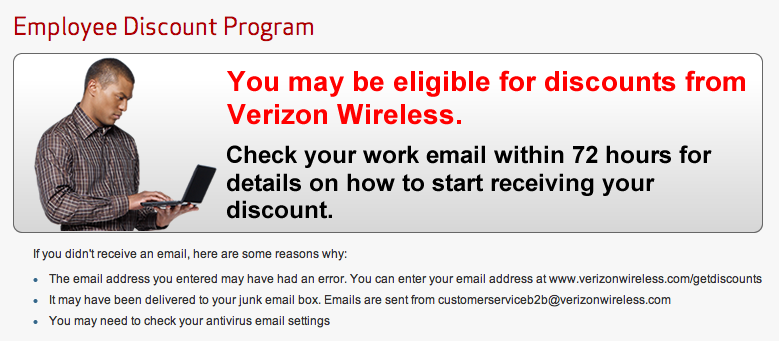 Employee Discount Program
You may be eligible for discounts from
Verizon Wireless.
Check your work email within 72 hours for
details on how to start receiving your
discount.
If you didn't receive an email, here are some reasons why:
• The email address you entered may have had an error. You can enter your email address at www.verizonwireless.com/getdiscounts
• It may have been delivered to your junk email box. Emails are sent from customerserviceb2b@verizonwireless.com
• You may need to check your antivirus email settings